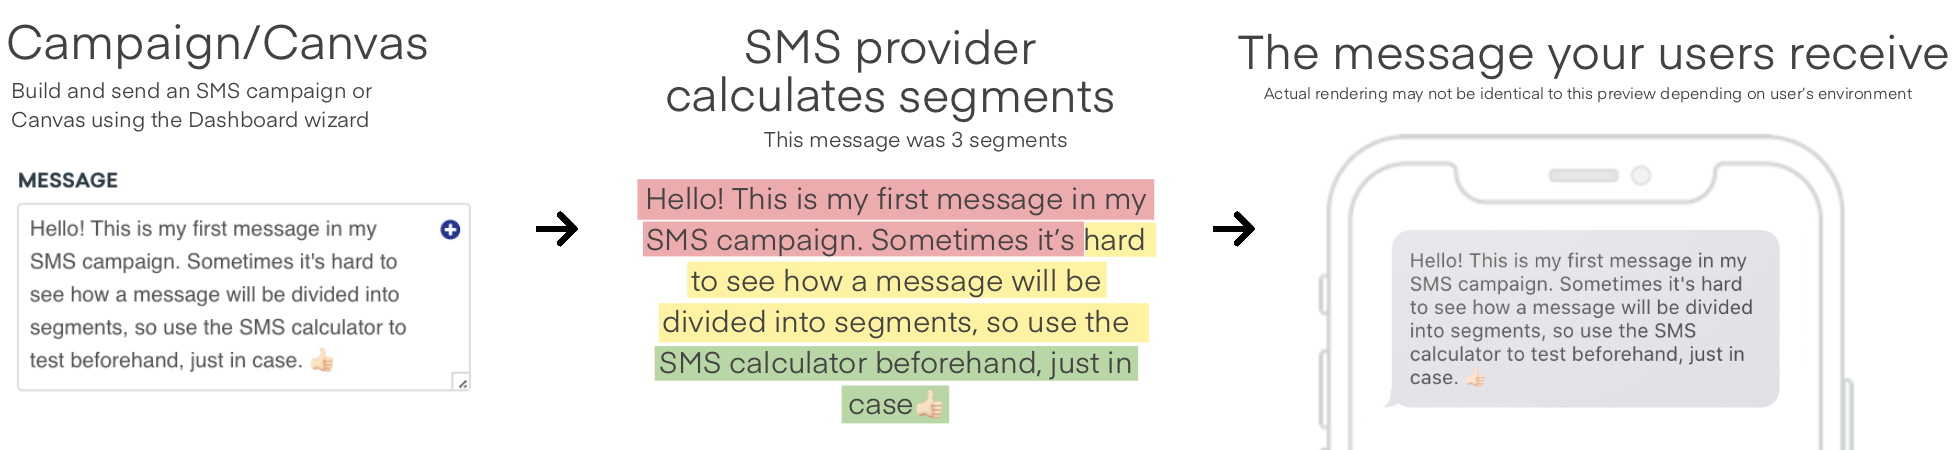 Campaign/Canvas
Build and send an SMS campaign or
Canvas using the Dashboard wizard
MESSAGE
Hello! This is my first message in my
SMS campaign. Sometimes it's hard to
see how a message will be divided into
segments, so use the SMS calculator to
test beforehand, just in case. 👍🏻
SMS provider
calculates segments
This message was 3 segments
Hello! This is my first message in my
SMS campaign. Sometimes it’s hard
to see how a message will be
divided into segments, so use the
SMS calculator beforehand, just in
case👍🏻
The message your users receive
Actual rendering may not be identical to this preview depending on user’s environment
Hello! This is my first message in my
SMS campaign. Sometimes it's hard
to see how a message will be divided
into segments, so use the SMS
calculator to test beforehand, just in
case. 👍🏻